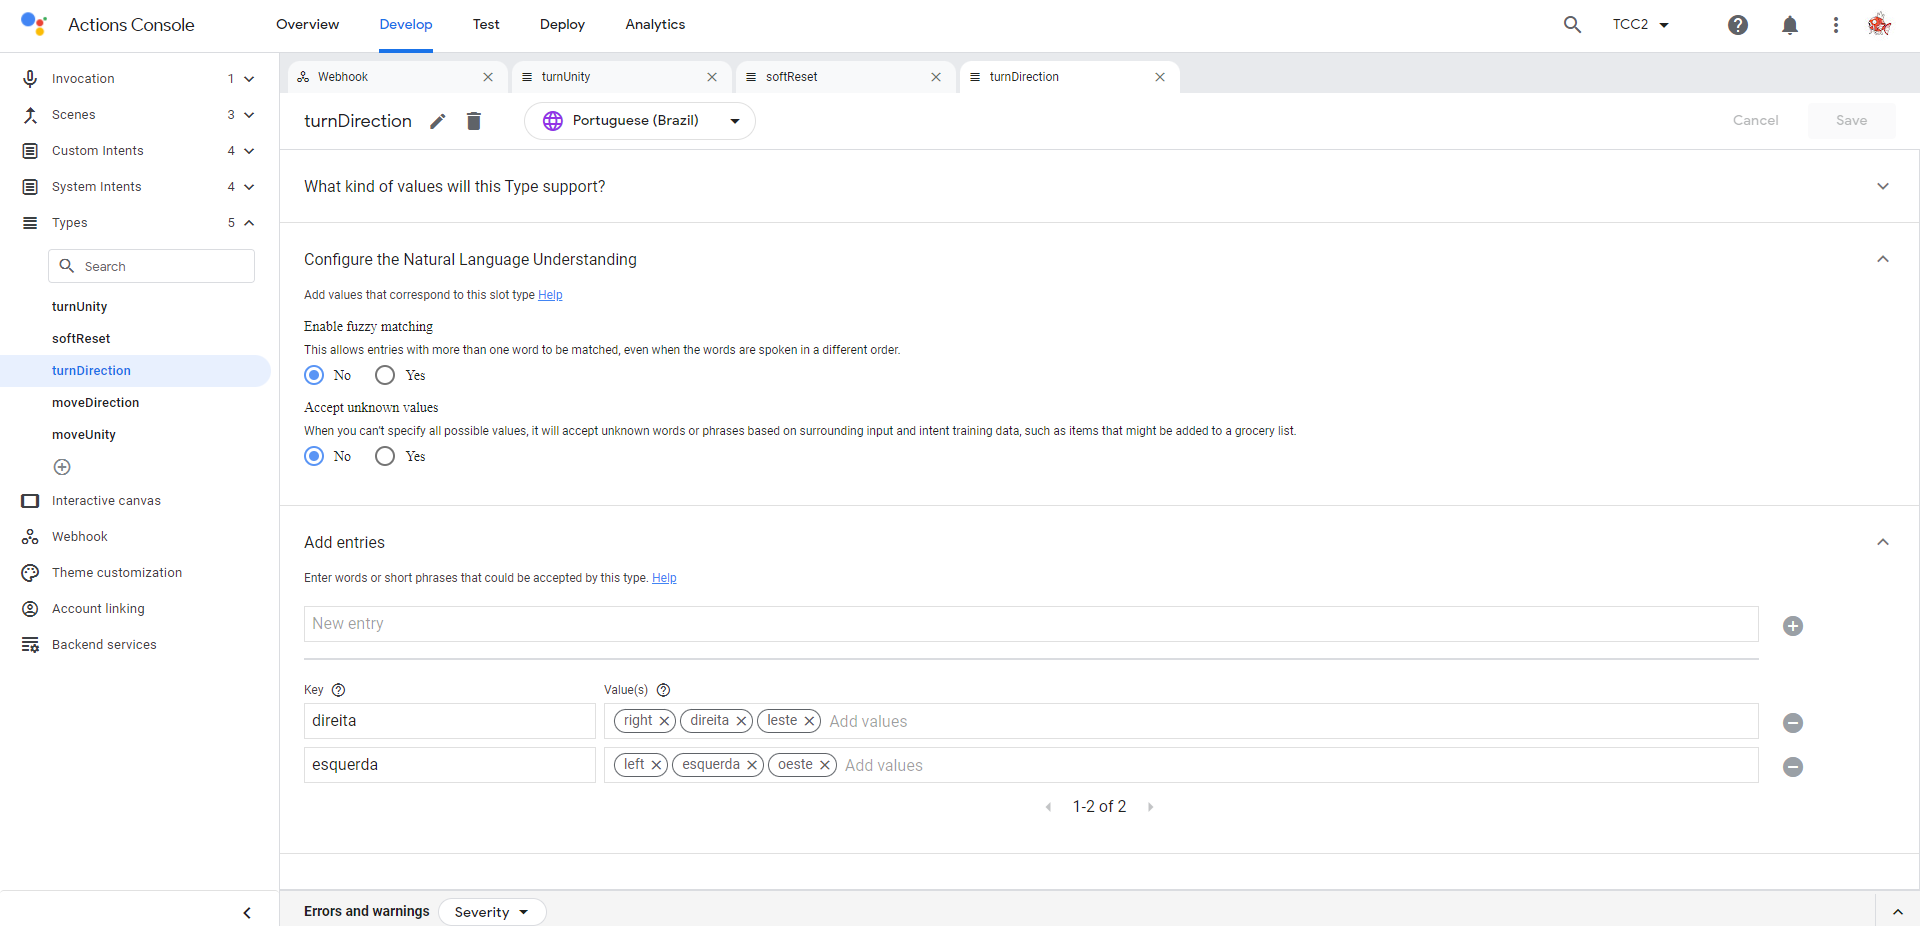 Actions Console
Overview
Develop
Test
Deploy
Analytics
TCC2
Invocation 1
Scenes 3
Custom Intents 4
System Intents 4
Types 5
Search
turnUnity
softReset
turnDirection
moveDirection
moveUnity
Interactive canvas
Webhook
Theme customization
Account linking
Backend services
Webhook
turnUnity
softReset
turnDirection
turnDirection
Portuguese (Brazil)
Cancel
Save
What kind of values will this Type support?
Configure the Natural Language Understanding
Add values that correspond to this slot type Help
Enable fuzzy matching
This allows entries with more than one word to be matched, even when the words are spoken in a different order.
No Yes
Accept unknown values
When you can't specify all possible values, it will accept unknown words or phrases based on surrounding input and intent training data, such as items that might be added to a grocery list.
No Yes
Add entries
Enter words or short phrases that could be accepted by this type. Help
New entry
Key Value(s)
direita right direita leste Add values
esquerda left esquerda oeste Add values
1-2 of 2
Errors and warnings Severity